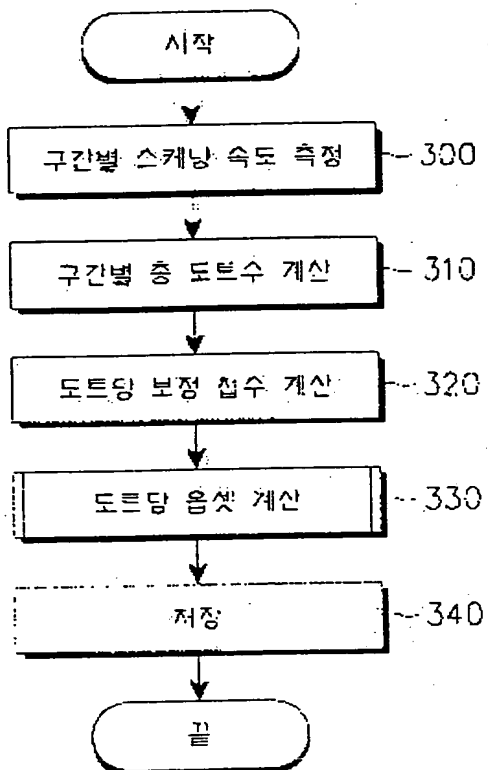 시작
구간별 스캐닝 속도 측정
300
구간별 총 도트수 계산
310
도트당 보정 칩수 계산
320
도트당 옵셋 계산
330
저장
340
끝